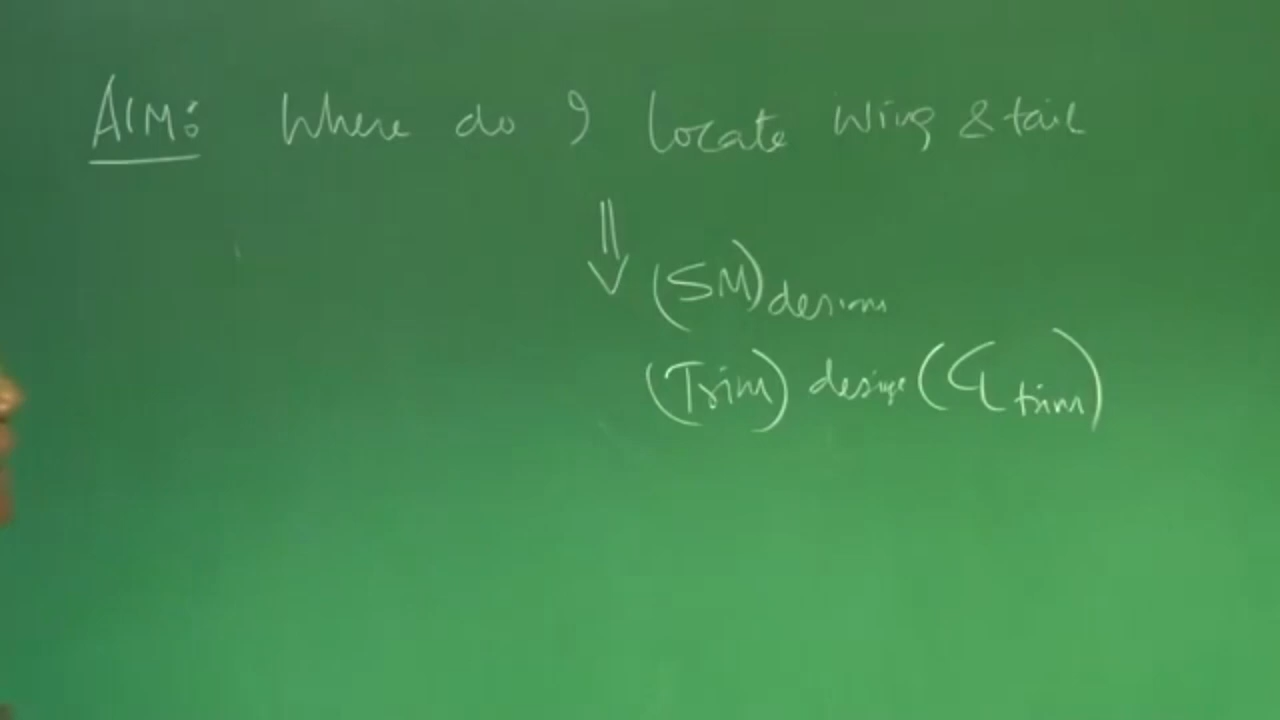 AIM: Where do I locate Wing & tail
⇓ (SM) design
(Trim) design (CL trim)